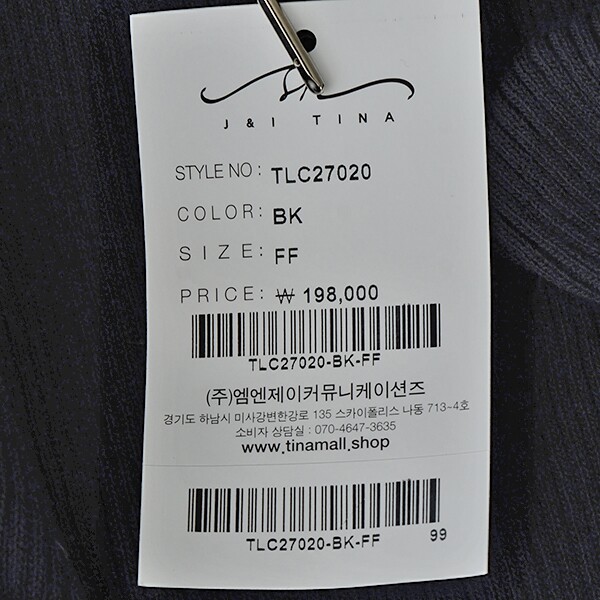 J & I TINA
STYLE NO : TLC27020
COLOR : BK
SIZE : FF
PRICE : ₩ 198,000
TLC27020-BK-FF
(주)엠엔제이커뮤니케이션즈
경기도 하남시 미사강변한강로 135 스카이폴리스 나동 713-4호
소비자 상담실 : 070-4647-3635
www.tinamall.shop
TLC27020-BK-FF 99